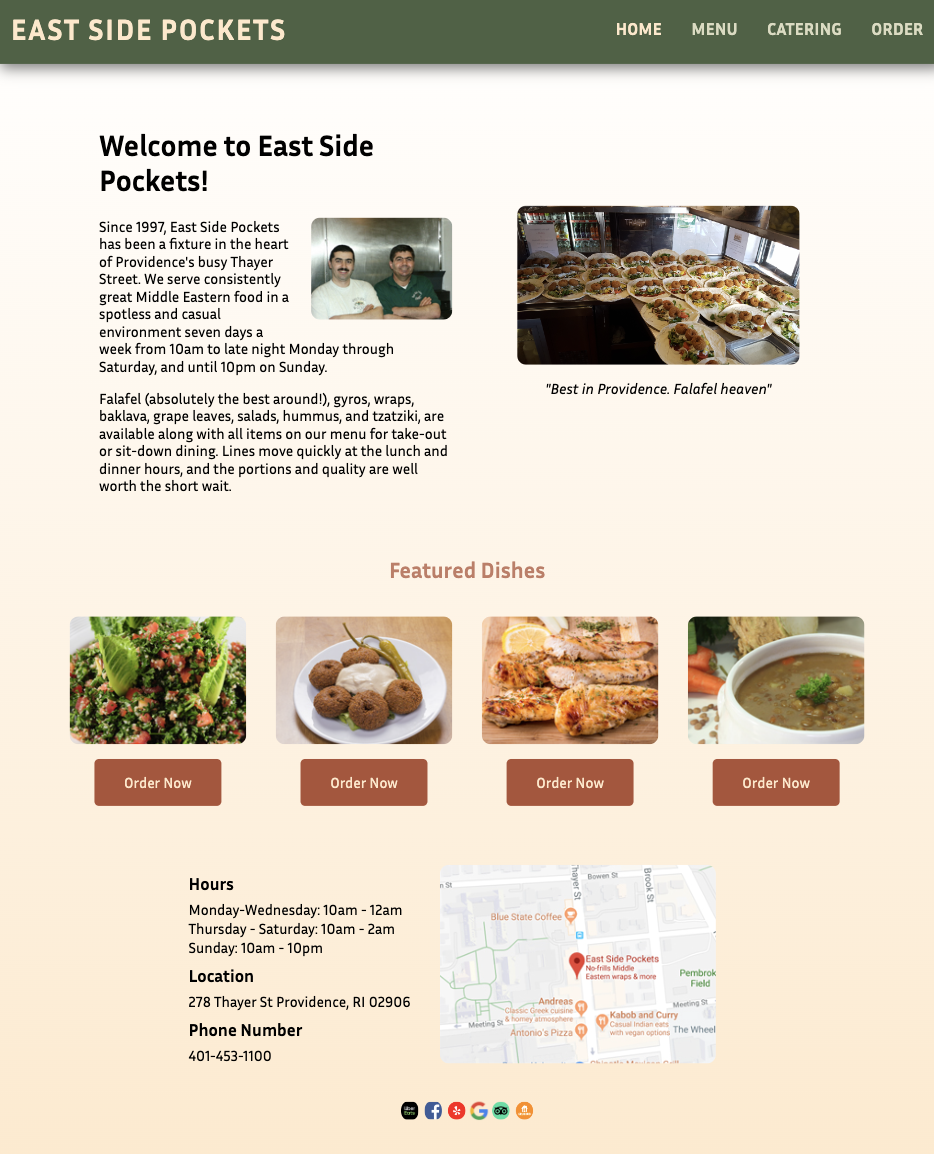 EAST SIDE POCKETS
HOME MENU CATERING ORDER
Welcome to East Side
Pockets!
Since 1997, East Side Pockets
has been a fixture in the heart
of Providence's busy Thayer
Street. We serve consistently
great Middle Eastern food in a
spotless and casual
environment seven days a
week from 10am to late night Monday through
Saturday, and until 10pm on Sunday.
Falafel (absolutely the best around!), gyros, wraps,
baklava, grape leaves, salads, hummus, and tzatziki, are
available along with all items on our menu for take-out
or sit-down dining. Lines move quickly at the lunch and
dinner hours, and the portions and quality are well
worth the short wait.
"Best in Providence. Falafel heaven"
Featured Dishes
Order Now
Order Now
Order Now
Order Now
Hours
Monday-Wednesday: 10am - 12am
Thursday - Saturday: 10am - 2am
Sunday: 10am - 10pm
Location
278 Thayer St Providence, RI 02906
Phone Number
401-453-1100
n St
Thayer St
Bowen St
Brook St
Blue State Coffee
East Side Pockets
No-frills Middle
Eastern wraps & more
Pembrok
Field
Andreas
Classic Greek cuisine
& homey atmosphere
Meeting St
Kabob and Curry
Casual Indian eats
with vegan options
Meeting St
Antonio's Pizza
The Wheel
Uber
Eats